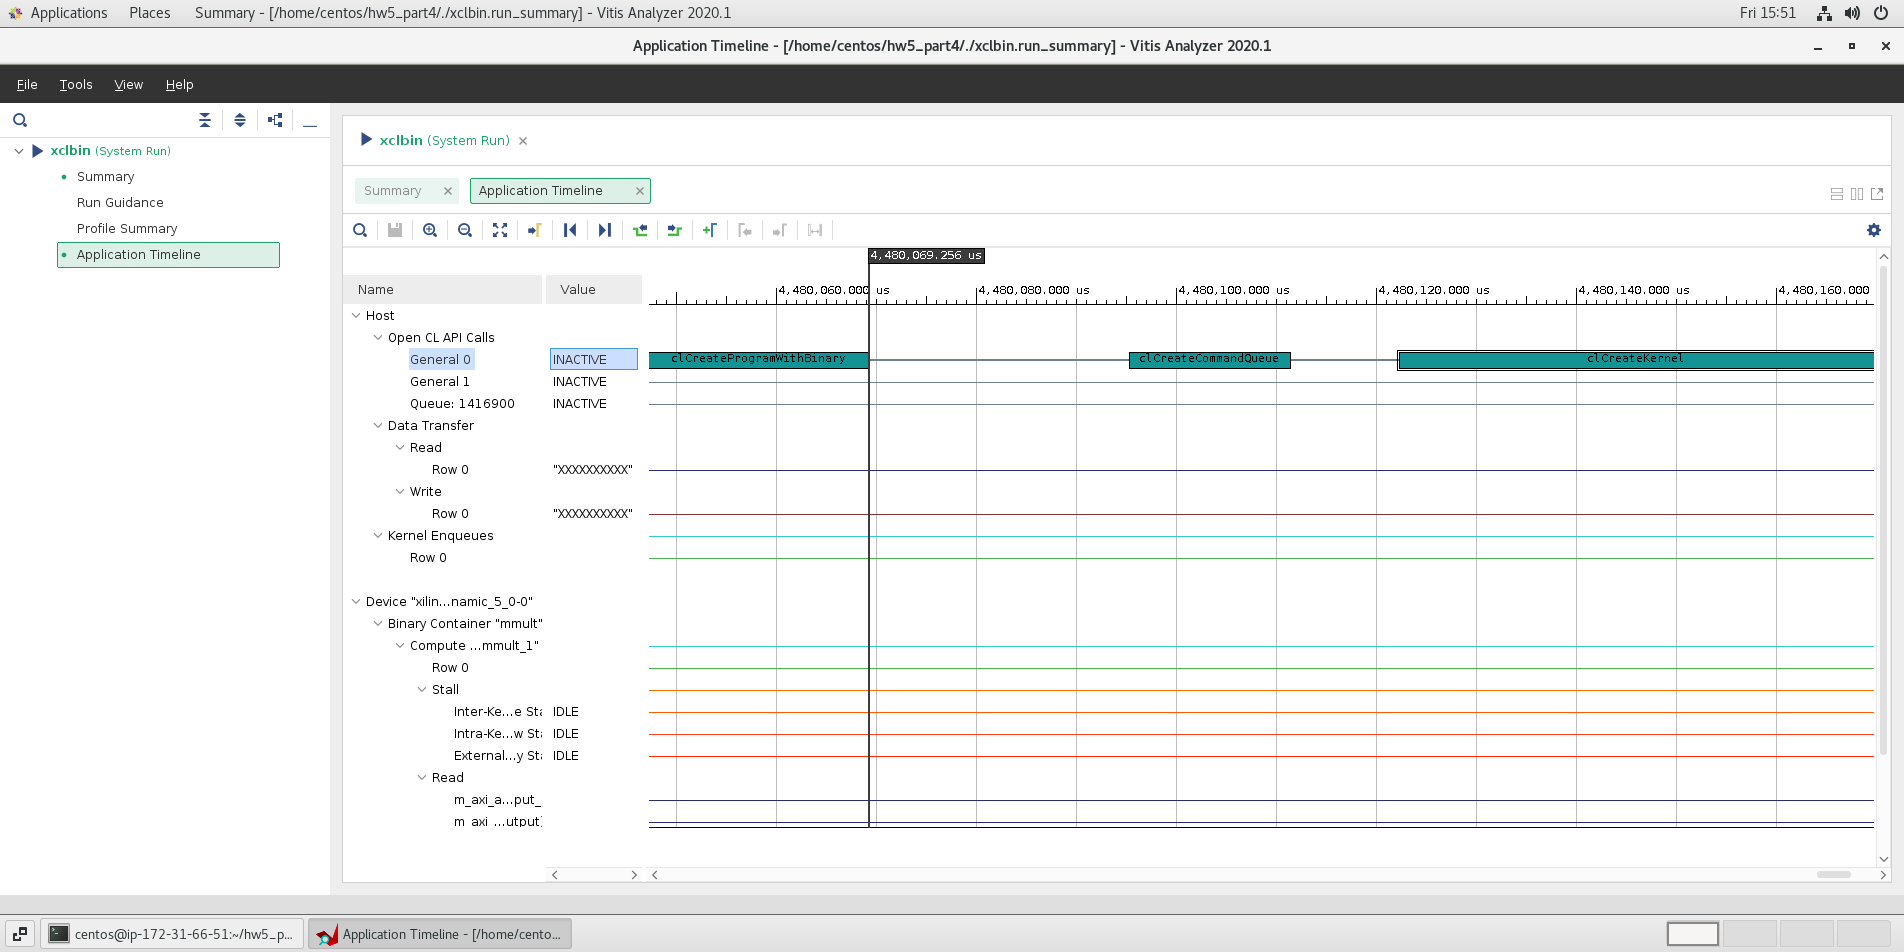 Applications Places Summary - [/home/centos/hw5_part4/./xclbin.run_summary] - Vitis Analyzer 2020.1 Fri 15:51
Application Timeline - [/home/centos/hw5_part4/./xclbin.run_summary] - Vitis Analyzer 2020.1
File Tools View Help
xclbin (System Run)
Summary
Run Guidance
Profile Summary
Application Timeline
xclbin (System Run)
Summary Application Timeline
4,480,069.256 us
Name Value
4,480,060.000 us 4,480,080.000 us 4,480,100.000 us 4,480,120.000 us 4,480,140.000 us 4,480,160.000
Host
Open CL API Calls
General 0 INACTIVE clCreateProgramWithBinary clCreateCommandQueue clCreateKernel
General 1 INACTIVE
Queue: 1416900 INACTIVE
Data Transfer
Read
Row 0 "XXXXXXXXXX"
Write
Row 0 "XXXXXXXXXX"
Kernel Enqueues
Row 0
Device "xilin...namic_5_0-0"
Binary Container "mmult"
Compute ...mmult_1"
Row 0
Stall
Inter-Ke...e Sta IDLE
Intra-Ke...w Sta IDLE
External...y Sta IDLE
Read
m_axi_a...put_
m_axi_...utput)
centos@ip-172-31-66-51:~/hw5_p... Application Timeline - [/home/cento...